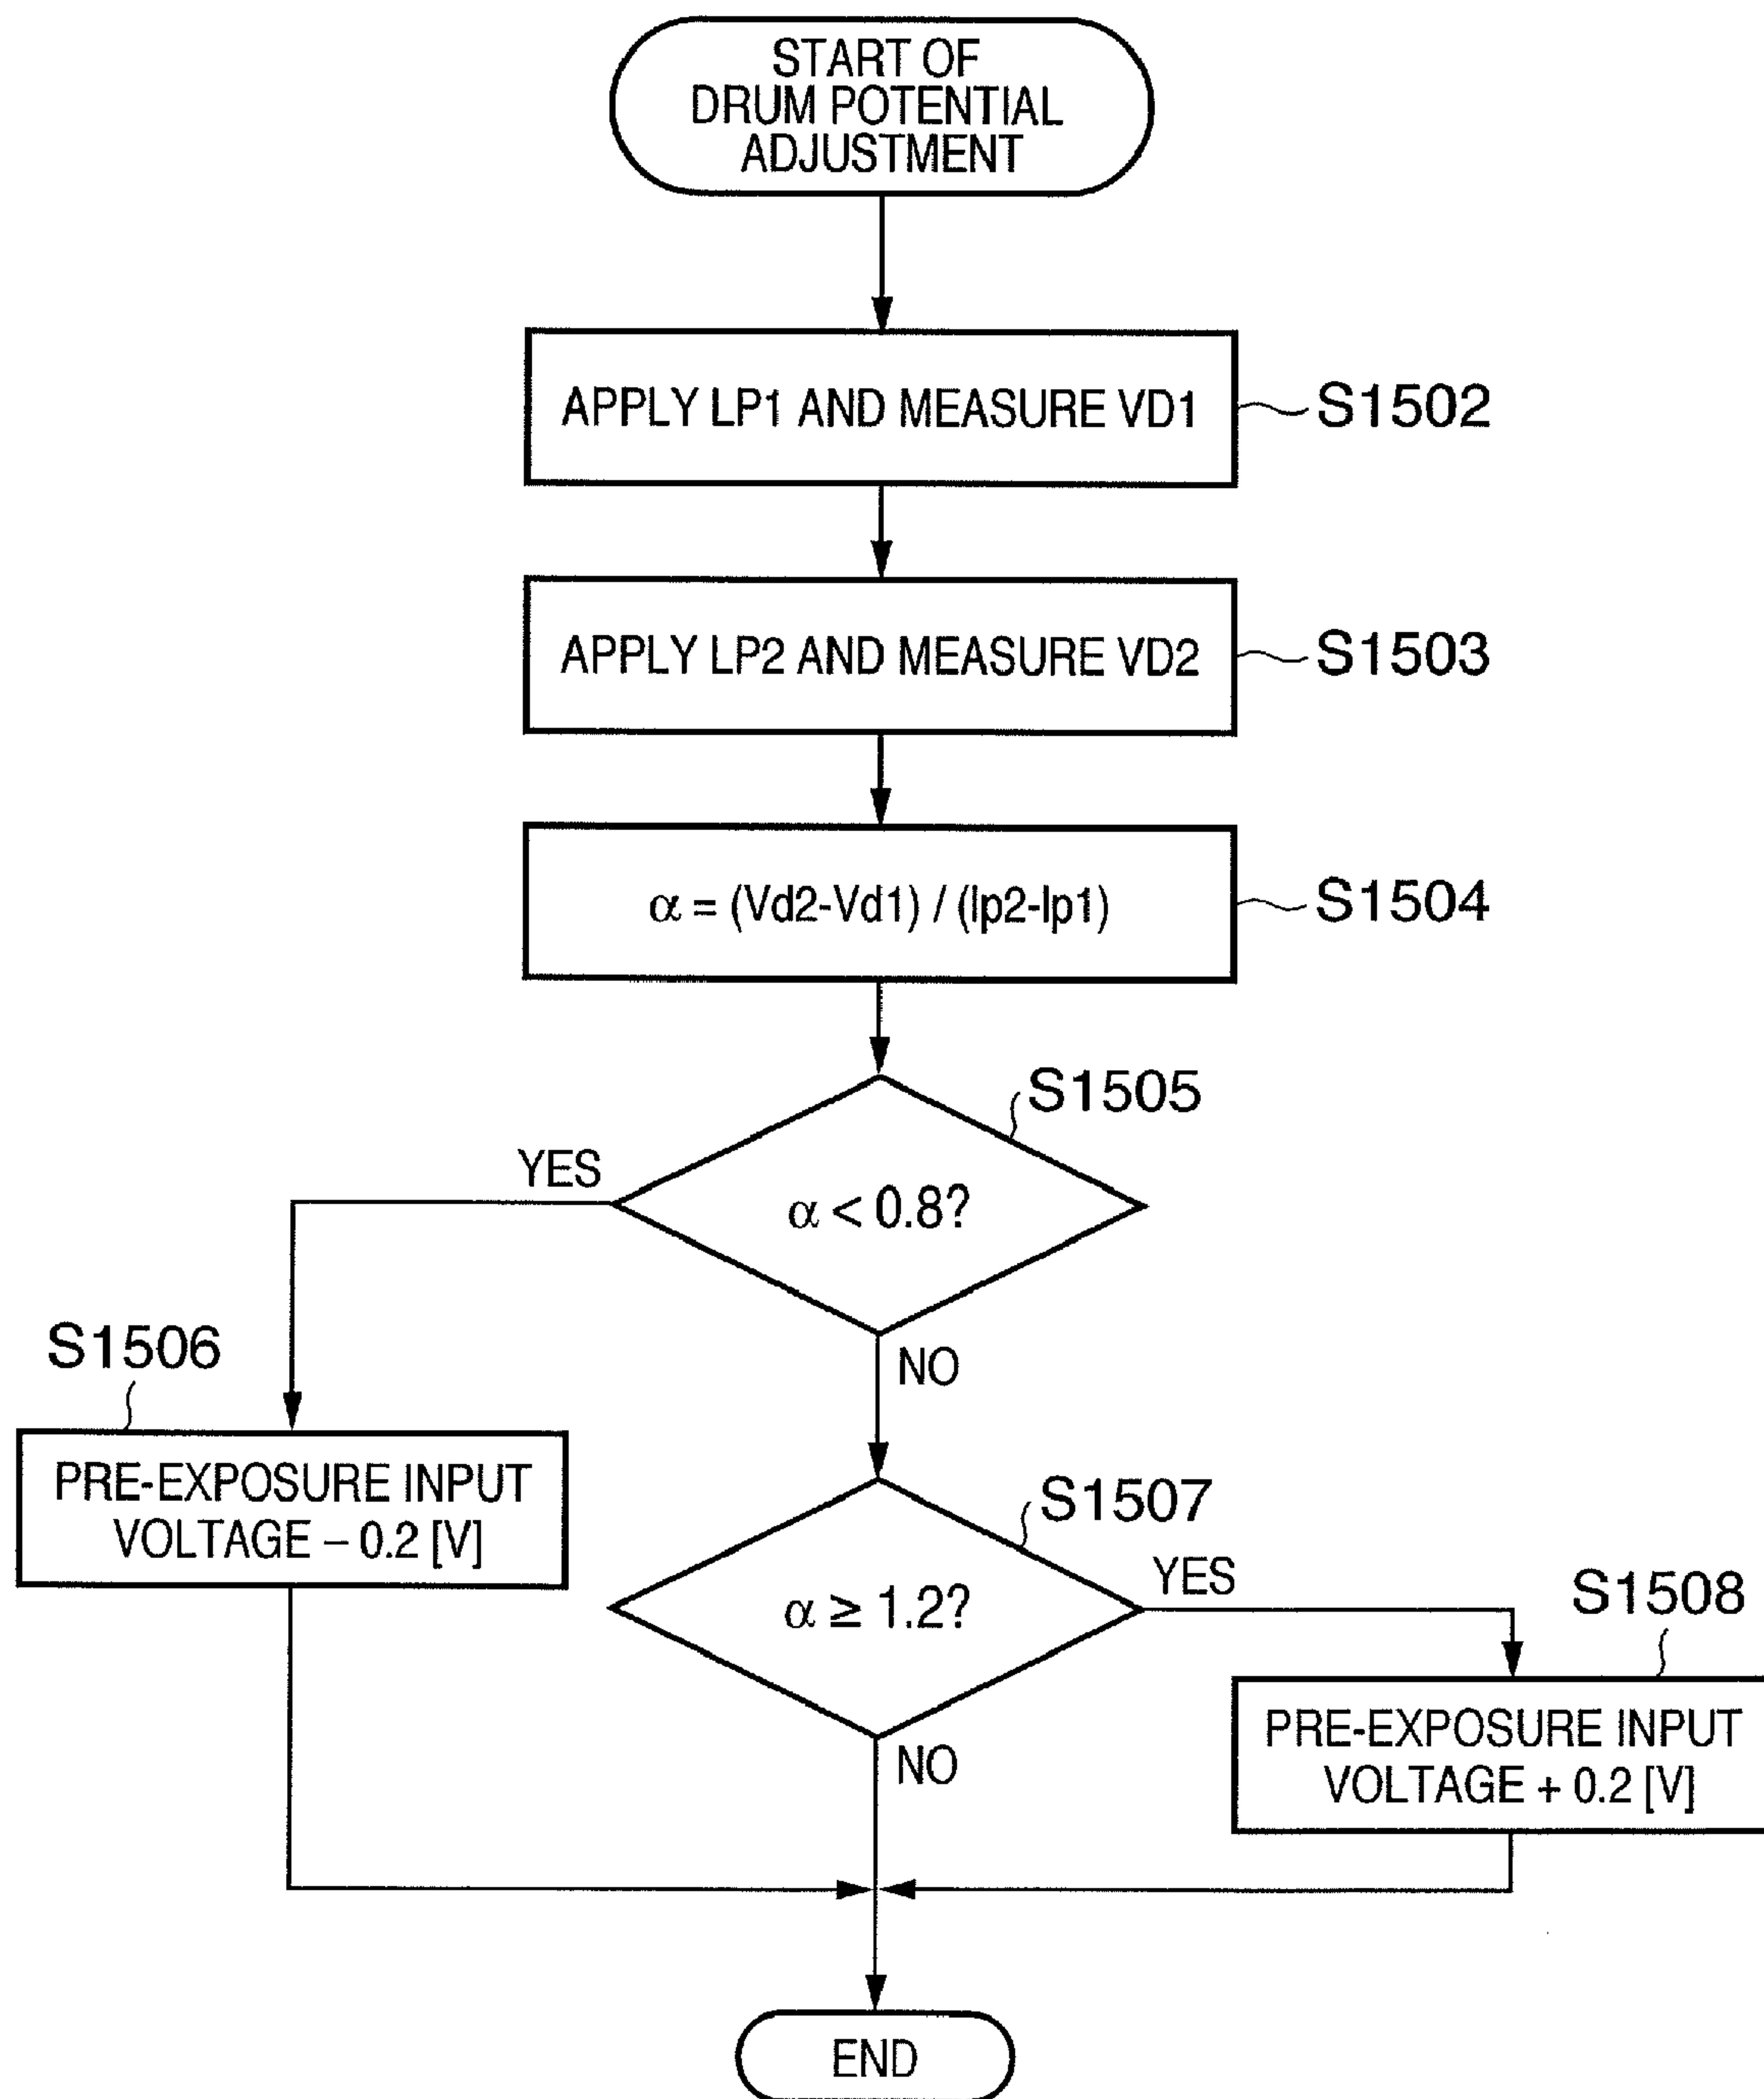 START OF
DRUM POTENTIAL
ADJUSTMENT
APPLY LP1 AND MEASURE VD1
S1502
APPLY LP2 AND MEASURE VD2
S1503
α = (Vd2-Vd1) / (lp2-lp1)
S1504
S1505
YES
α < 0.8?
S1506
NO
PRE-EXPOSURE INPUT
VOLTAGE – 0.2 [V]
S1507
α ≥ 1.2?
YES
S1508
PRE-EXPOSURE INPUT
VOLTAGE + 0.2 [V]
NO
END